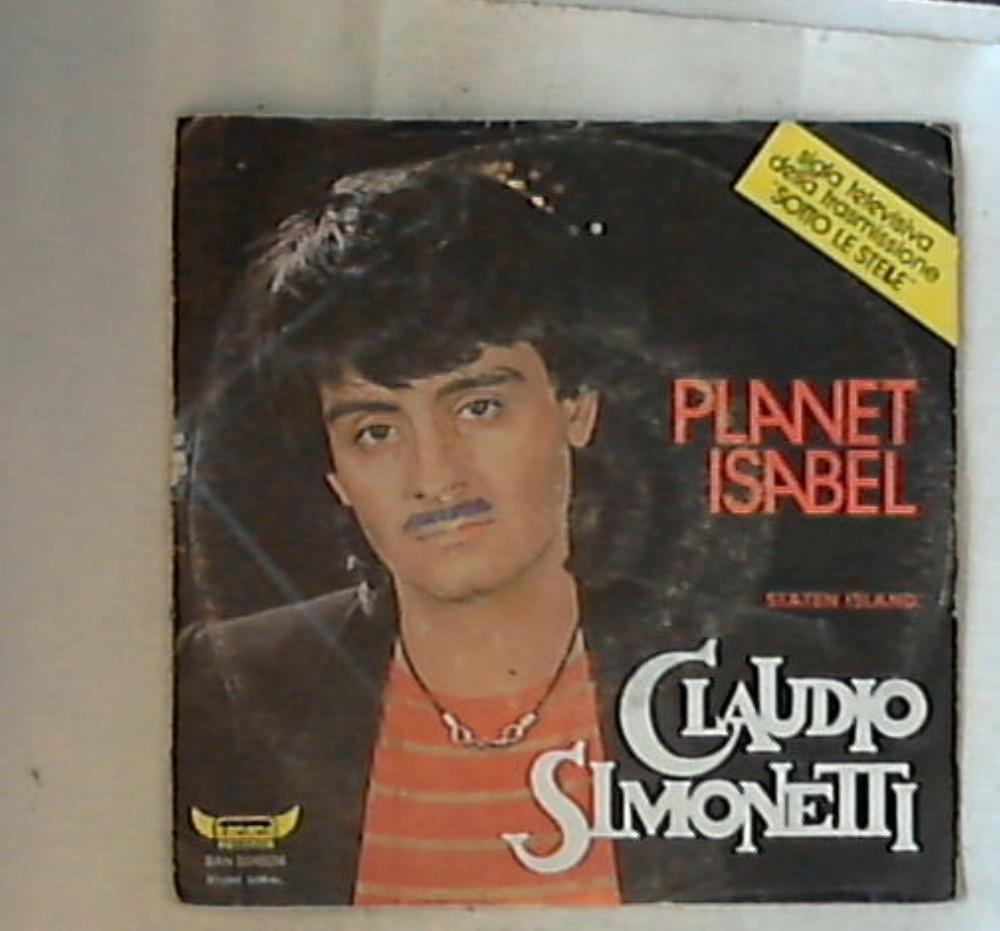 sigla televisiva
della trasmissione
"SOTTO LE STELLE"
PLANET
ISABEL
STATEN ISLAND
CLAUDIO
SIMONETTI